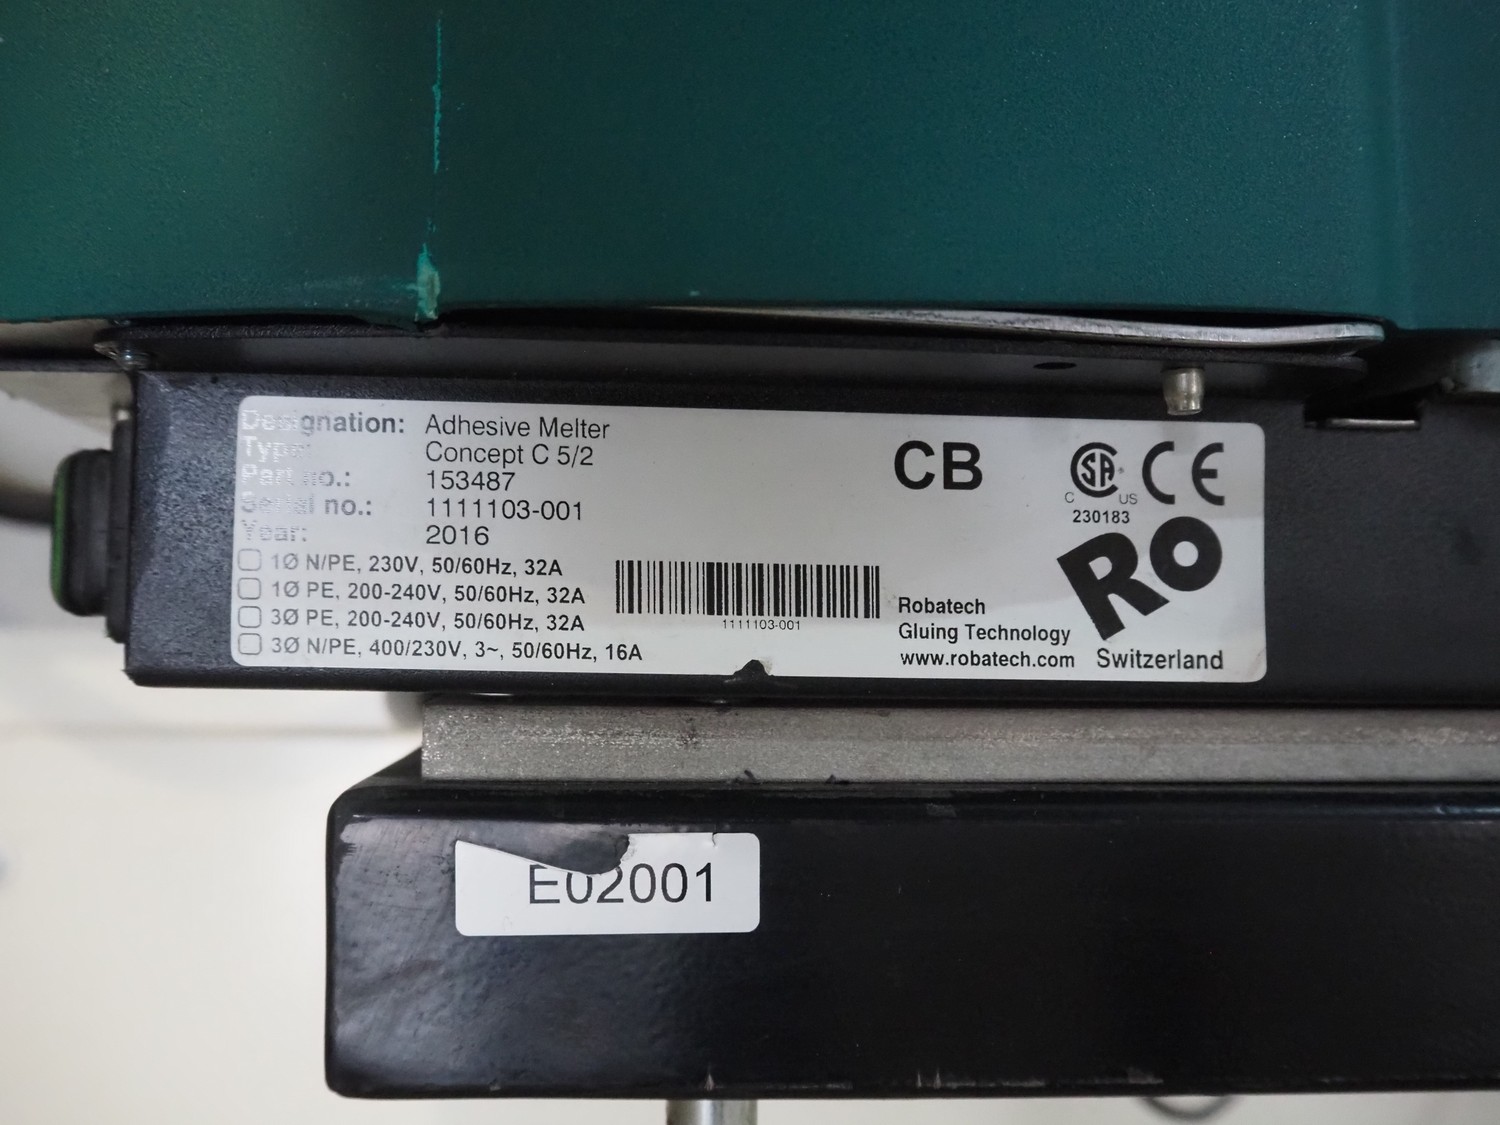 Designation: Adhesive Melter
Type: Concept C 5/2
Part no.: 153487
Serial no.: 1111103-001
Year: 2016
1Ø N/PE, 230V, 50/60Hz, 32A
1Ø PE, 200-240V, 50/60Hz, 32A
3Ø PE, 200-240V, 50/60Hz, 32A
3Ø N/PE, 400/230V, 3~, 50/60Hz, 16A
1111103-001
CB
CSA
C US
CE
230183
RO
Robatech
Gluing Technology
www.robatech.com
Switzerland
E02001